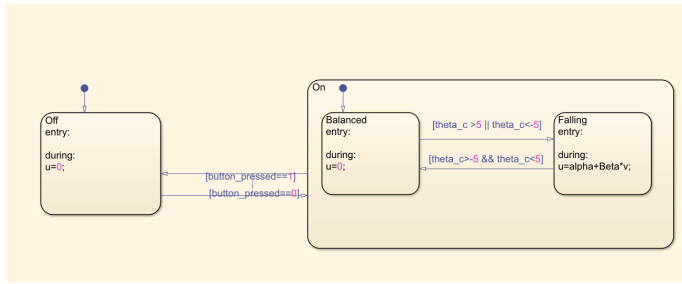 On
Off
entry:
during:
u=0;
[button_pressed==1]
[button_pressed==0]
Balanced
entry:
during:
u=0;
[theta_c >5 || theta_c<-5]
[theta_c>-5 && theta_c<5]
Falling
entry:
during:
u=alpha+Beta*v;